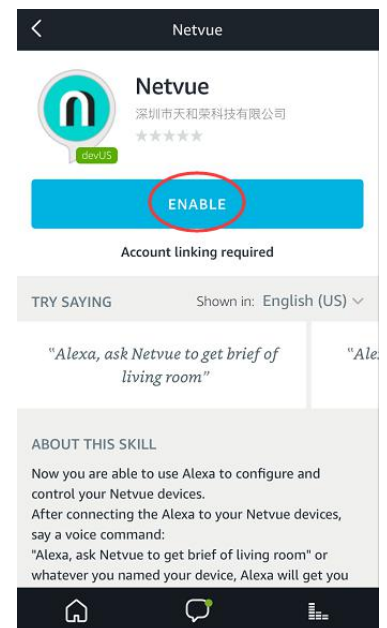 Netvue
Netvue
深圳市天和荣科技有限公司
devUS
ENABLE
Account linking required
TRY SAYING
Shown in: English (US)
"Alexa, ask Netvue to get brief of
living room"
"Ale
ABOUT THIS SKILL
Now you are able to use Alexa to configure and
control your Netvue devices.
After connecting the Alexa to your Netvue devices,
say a voice command:
"Alexa, ask Netvue to get brief of living room" or
whatever you named your device, Alexa will get you